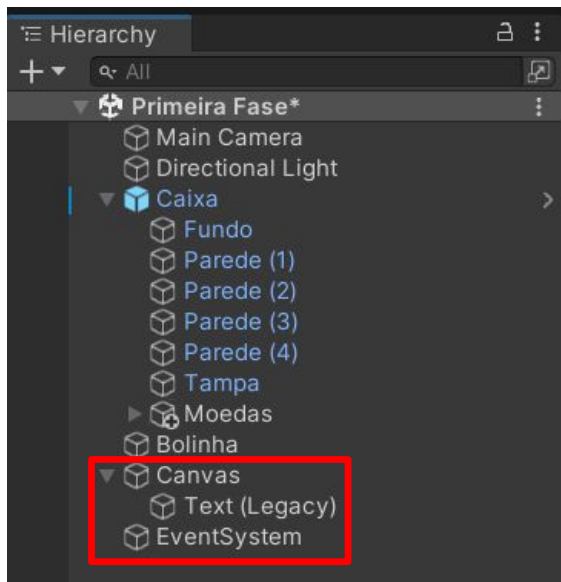 Hierarchy
All
Primeira Fase*
Main Camera
Directional Light
Caixa
Fundo
Parede (1)
Parede (2)
Parede (3)
Parede (4)
Tampa
Moedas
Bolinha
Canvas
Text (Legacy)
EventSystem